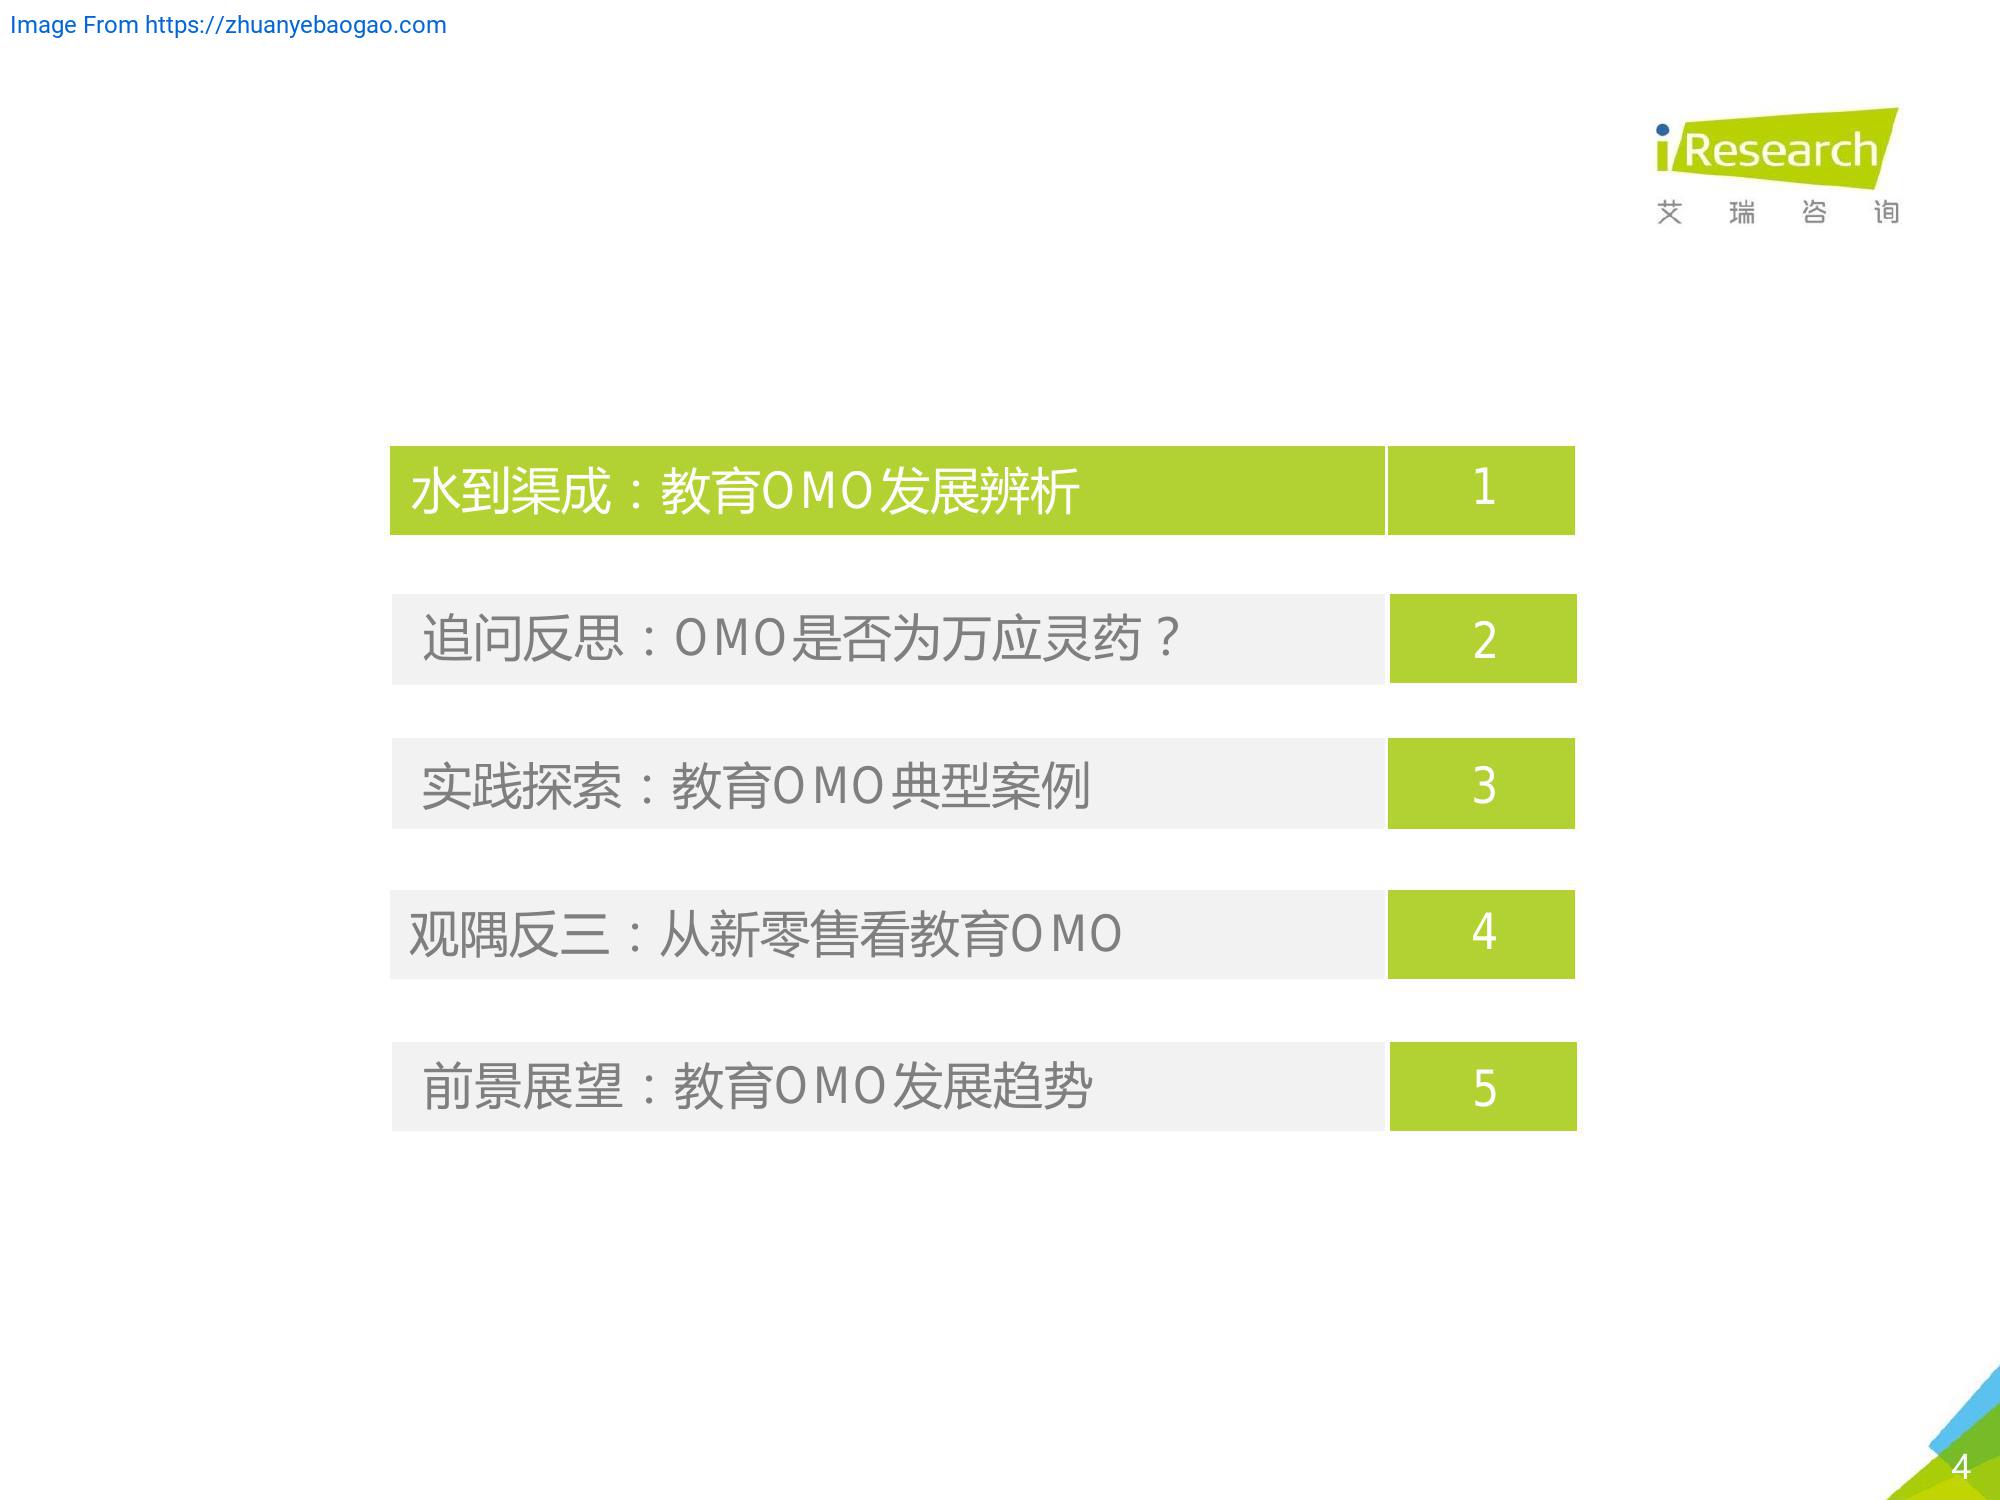 Image From https://zhuanyebaogao.com
iResearch
艾瑞咨询
水到渠成：教育OMO发展辨析 1
追问反思：OMO是否为万应灵药？ 2
实践探索：教育OMO典型案例 3
观隅反三：从新零售看教育OMO 4
前景展望：教育OMO发展趋势 5
4